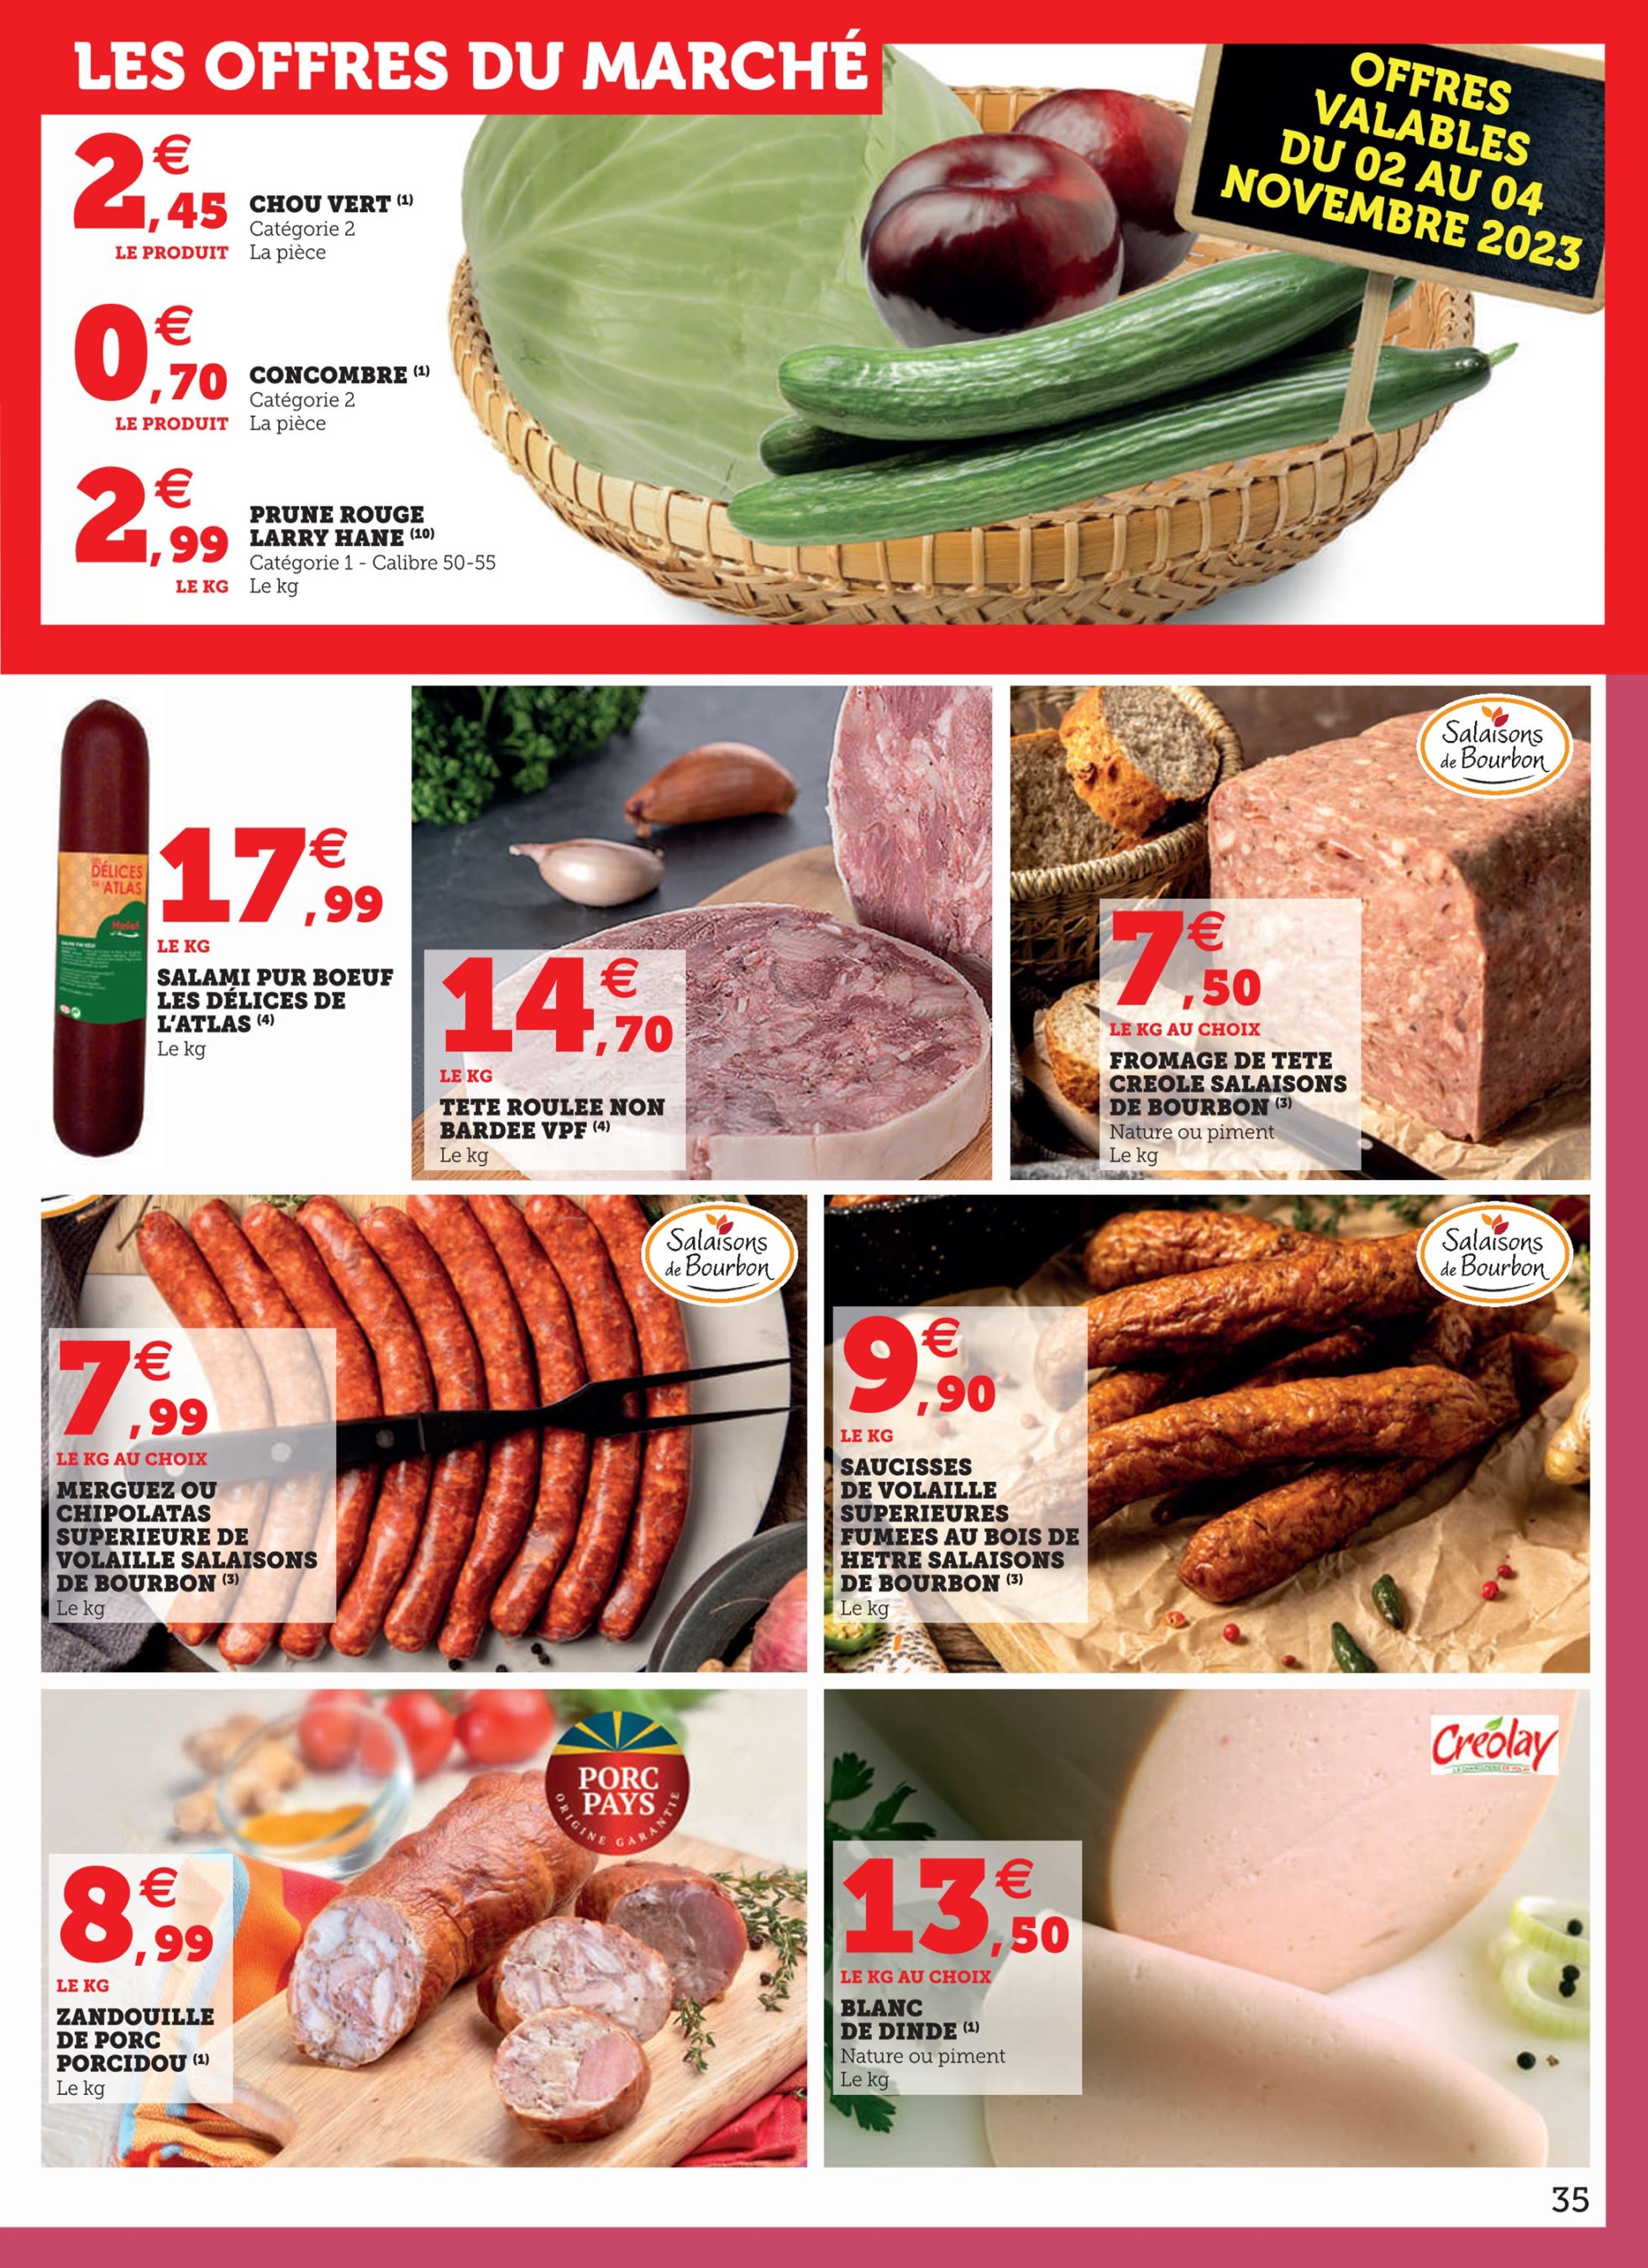 LES OFFRES DU MARCHÉ
OFFRES
VALABLES
DU 02 AU 04
NOVEMBRE 2023
2€,45
LE PRODUIT
CHOU VERT (1)
Catégorie 2
La pièce
0€,70
LE PRODUIT
CONCOMBRE (1)
Catégorie 2
La pièce
2€,99
LE KG
PRUNE ROUGE
LARRY HANE (10)
Catégorie 1 - Calibre 50-55
Le kg
DÉLICES
L'ATLAS
Halal
17€,99
LE KG
SALAMI PUR BOEUF
LES DÉLICES DE
L'ATLAS (4)
Le kg
14€,70
LE KG
TETE ROULEE NON
BARDEE VPF (4)
Le kg
Salaisons
de Bourbon
7€,50
LE KG AU CHOIX
FROMAGE DE TETE
CREOLE SALAISONS
DE BOURBON (3)
Nature ou piment
Le kg
Salaisons
de Bourbon
7€,99
LE KG AU CHOIX
MERGUEZ OU
CHIPOLATAS
SUPERIEURE DE
VOLAILLE SALAISONS
DE BOURBON (3)
Le kg
Salaisons
de Bourbon
9€,90
LE KG
SAUCISSES
DE VOLAILLE
SUPERIEURES
FUMEES AU BOIS DE
HETRE SALAISONS
DE BOURBON (3)
Le kg
PORC
PAYS
ORIGINE GARANTIE
8€,99
LE KG
ZANDOUILLE
DE PORC
PORCIDOU (1)
Le kg
Créolay
13€,50
LE KG AU CHOIX
BLANC
DE DINDE (1)
Nature ou piment
Le kg
35